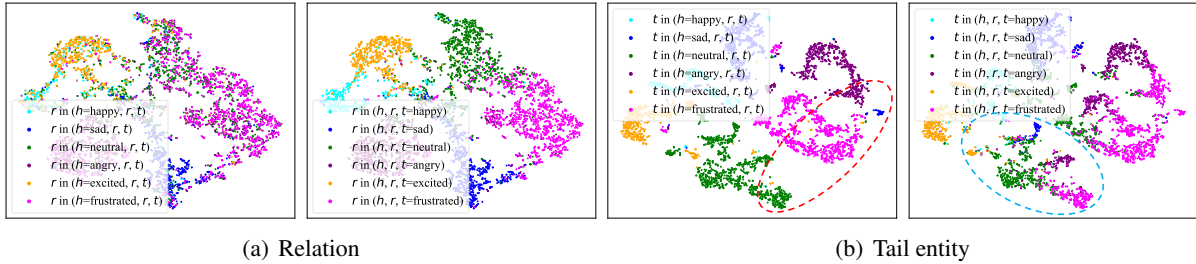 r in (h=happy, r, t)
r in (h=sad, r, t)
r in (h=neutral, r, t)
r in (h=angry, r, t)
r in (h=excited, r, t)
r in (h=frustrated, r, t)
r in (h, r, t=happy)
r in (h, r, t=sad)
r in (h, r, t=neutral)
r in (h, r, t=angry)
r in (h, r, t=excited)
r in (h, r, t=frustrated)
t in (h=happy, r, t)
t in (h=sad, r, t)
t in (h=neutral, r, t)
t in (h=angry, r, t)
t in (h=excited, r, t)
t in (h=frustrated, r, t)
t in (h, r, t=happy)
t in (h, r, t=sad)
t in (h, r, t=neutral)
t in (h, r, t=angry)
t in (h, r, t=excited)
t in (h, r, t=frustrated)
(a) Relation
(b) Tail entity